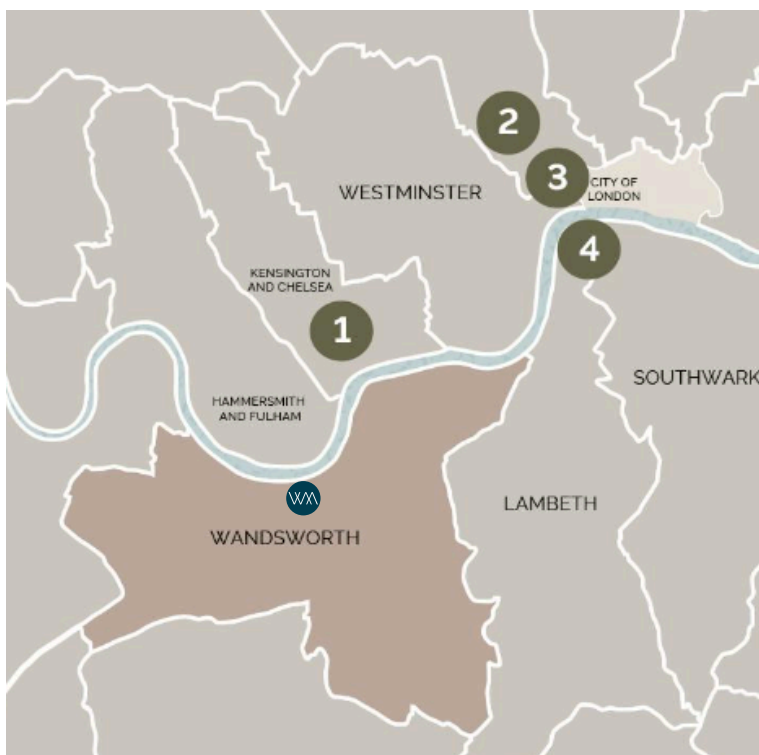 2
3
CITY OF
LONDON
WESTMINSTER
4
KENSINGTON
AND CHELSEA
1
SOUTHWARK
HAMMERSMITH
AND FULHAM
WM
LAMBETH
WANDSWORTH